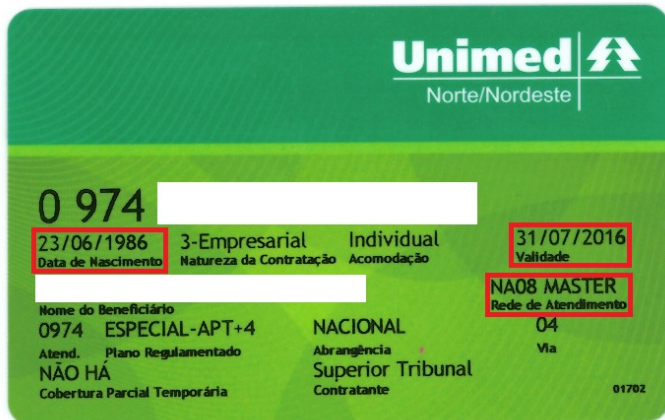 Unimed
Norte/Nordeste
0 974
23/06/1986 3-Empresarial Individual 31/07/2016
Data de Nascimento Natureza da Contratação Acomodação Validade
NA08 MASTER
Nome do Beneficiário Rede de Atendimento
0974 ESPECIAL-APT+4 NACIONAL 04
Atend. Plano Regulamentado Abrangência Via
NÃO HÁ Superior Tribunal
Cobertura Parcial Temporária Contratante 01702